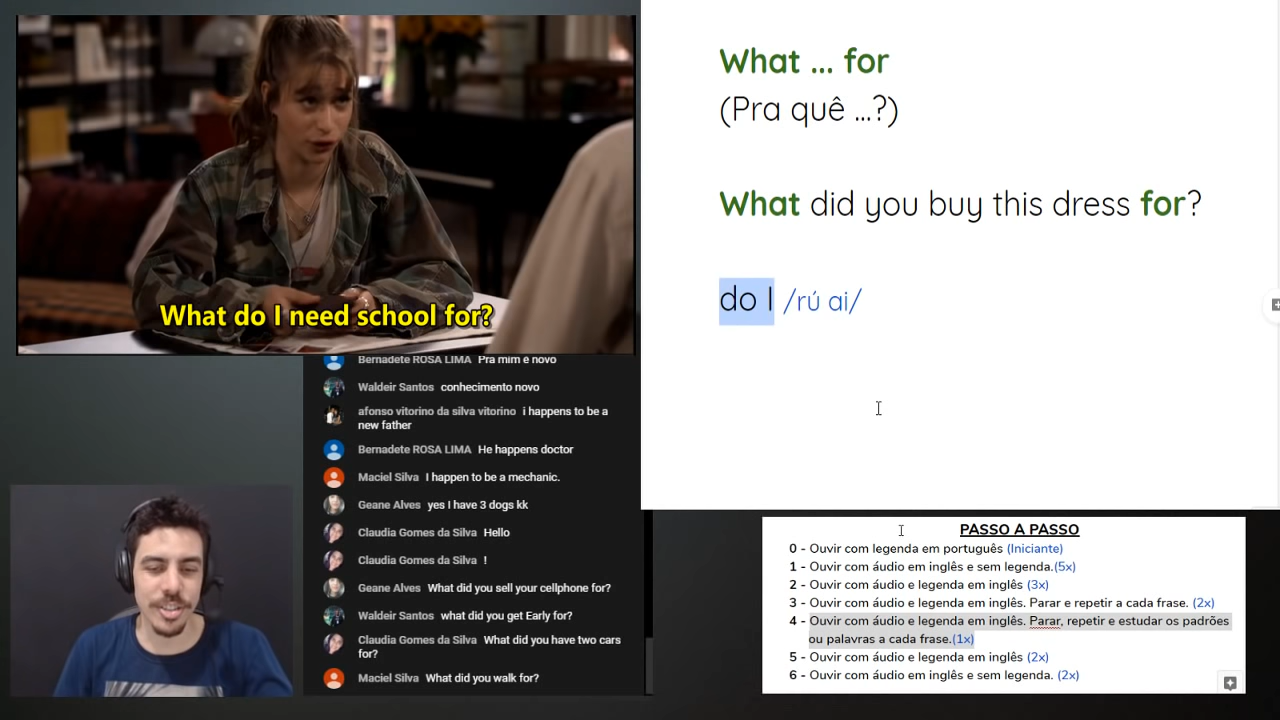 What do I need school for?
What ... for
(Pra quê ...?)
What did you buy this dress for?
do I /rú ai/
Bernadete ROSA LIMA Pra mim e novo
Waldeir Santos conhecimento novo
afonso vitorino da silva vitorino i happens to be a
new father
Bernadete ROSA LIMA He happens doctor
Maciel Silva I happen to be a mechanic.
Geane Alves yes I have 3 dogs kk
Claudia Gomes da Silva Hello
Claudia Gomes da Silva !
Geane Alves What did you sell your cellphone for?
Waldeir Santos what did you get Early for?
Claudia Gomes da Silva What did you have two cars
for?
Maciel Silva What did you walk for?
PASSO A PASSO
0 - Ouvir com legenda em português (Iniciante)
1 - Ouvir com áudio em inglês e sem legenda.(5x)
2 - Ouvir com áudio e legenda em inglês (3x)
3 - Ouvir com áudio e legenda em inglês. Parar e repetir a cada frase. (2x)
4 - Ouvir com áudio e legenda em inglês. Parar, repetir e estudar os padrões
ou palavras a cada frase.(1x)
5 - Ouvir com áudio e legenda em inglês (2x)
6 - Ouvir com áudio em inglês e sem legenda. (2x)